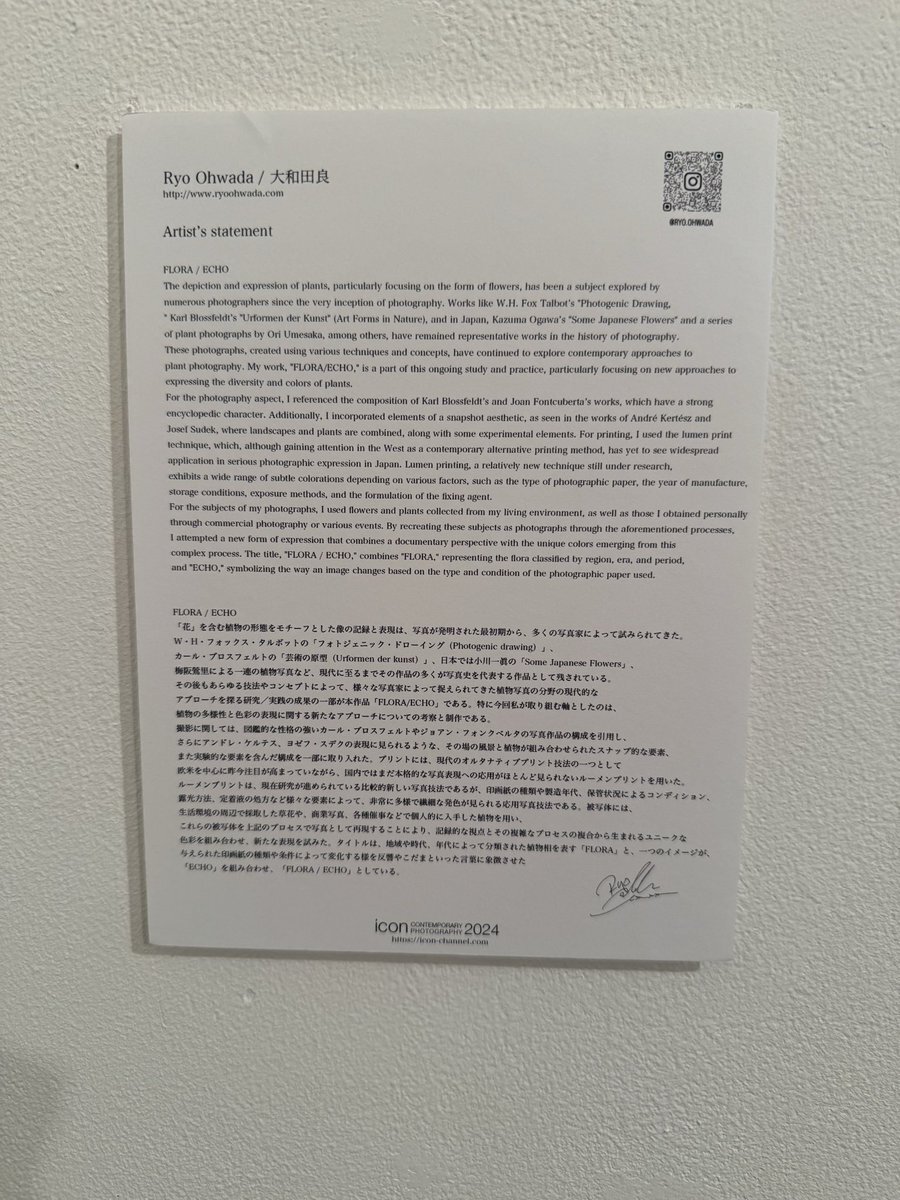 Ryo Ohwada / 大和田良
http://www.ryoohwada.com
@RYO.OHWADA
Artist's statement
FLORA / ECHO
The depiction and expression of plants, particularly focusing on the form of flowers, has been a subject explored by
numerous photographers since the very inception of photography. Works like W.H. Fox Talbot's "Photogenic Drawing,
" Karl Blossfeldt's "Urformen der Kunst" (Art Forms in Nature), and in Japan, Kazuma Ogawa's "Some Japanese Flowers" and a series
of plant photographs by Ori Umesaka, among others, have remained representative works in the history of photography.
These photographs, created using various techniques and concepts, have continued to explore contemporary approaches to
plant photography. My work, "FLORA/ECHO," is a part of this ongoing study and practice, particularly focusing on new approaches to
expressing the diversity and colors of plants.
For the photography aspect, I referenced the composition of Karl Blossfeldt's and Joan Fontcuberta's works, which have a strong
encyclopedic character. Additionally, I incorporated elements of a snapshot aesthetic, as seen in the works of André Kertész and
Josef Sudek, where landscapes and plants are combined, along with some experimental elements. For printing, I used the lumen print
technique, which, although gaining attention in the West as a contemporary alternative printing method, has yet to see widespread
application in serious photographic expression in Japan. Lumen printing, a relatively new technique still under research,
exhibits a wide range of subtle colorations depending on various factors, such as the type of photographic paper, the year of manufacture,
storage conditions, exposure methods, and the formulation of the fixing agent.
For the subjects of my photographs, I used flowers and plants collected from my living environment, as well as those I obtained personally
through commercial photography or various events. By recreating these subjects as photographs through the aforementioned processes,
I attempted a new form of expression that combines a documentary perspective with the unique colors emerging from this
complex process. The title, "FLORA / ECHO," combines "FLORA," representing the flora classified by region, era, and period,
and "ECHO," symbolizing the way an image changes based on the type and condition of the photographic paper used.
FLORA / ECHO
「花」を含む植物の形態をモチーフとした像の記録と表現は、写真が発明された最初期から、多くの写真家によって試みられてきた。
W・H・フォックス・タルボットの「フォトジェニック・ドローイング（Photogenic drawing）」、
カール・ブロスフェルトの「芸術の原型（Urformen der kunst）」、日本では小川一眞の「Some Japanese Flowers」、
梅阪鶯里による一連の植物写真など、現代に至るまでその作品の多くが写真史を代表する作品として残されている。
その後もあらゆる技法やコンセプトによって、様々な写真家によって捉えられてきた植物写真の分野の現代的な
アプローチを探る研究／実践の成果の一部が本作品「FLORA/ECHO」である。特に今回私が取り組む軸としたのは、
植物の多様性と色彩の表現に関する新たなアプローチについての考察と制作である。
撮影に関しては、図鑑的な性格の強いカール・ブロスフェルトやジョアン・フォンクベルタの写真作品の構成を引用し、
さらにアンドレ・ケルテス、ヨゼフ・スデクの表現に見られるような、その場の風景と植物が組み合わせられたスナップ的な要素、
また実験的な要素を含んだ構成を一部に取り入れた。プリントには、現代のオルタナティブプリント技法の一つとして
欧米を中心に昨今注目が高まっていながら、国内ではまだ本格的な写真表現への応用がほとんど見られないルーメンプリントを用いた。
ルーメンプリントは、現在研究が進められている比較的新しい写真技法であるが、印画紙の種類や製造年代、保管状況によるコンディション、
露光方法、定着液の処方など様々な要素によって、非常に多様で繊細な発色が見られる応用写真技法である。被写体には、
生活環境の周辺で採取した草花や、商業写真、各種催事などで個人的に入手した植物を用い、
これらの被写体を上記のプロセスで写真として再現することにより、記録的な視点とその複雑なプロセスの複合から生まれるユニークな
色彩を組み合わせ、新たな表現を試みた。タイトルは、地域や時代、年代によって分類された植物相を表す「FLORA」と、一つのイメージが、
与えられた印画紙の種類や条件によって変化する様を反響やこだまといった言葉に象徴させた
「ECHO」を組み合わせ、「FLORA / ECHO」としている。
icon CONTEMPORARY PHOTOGRAPHY 2024
https://icon-channel.com